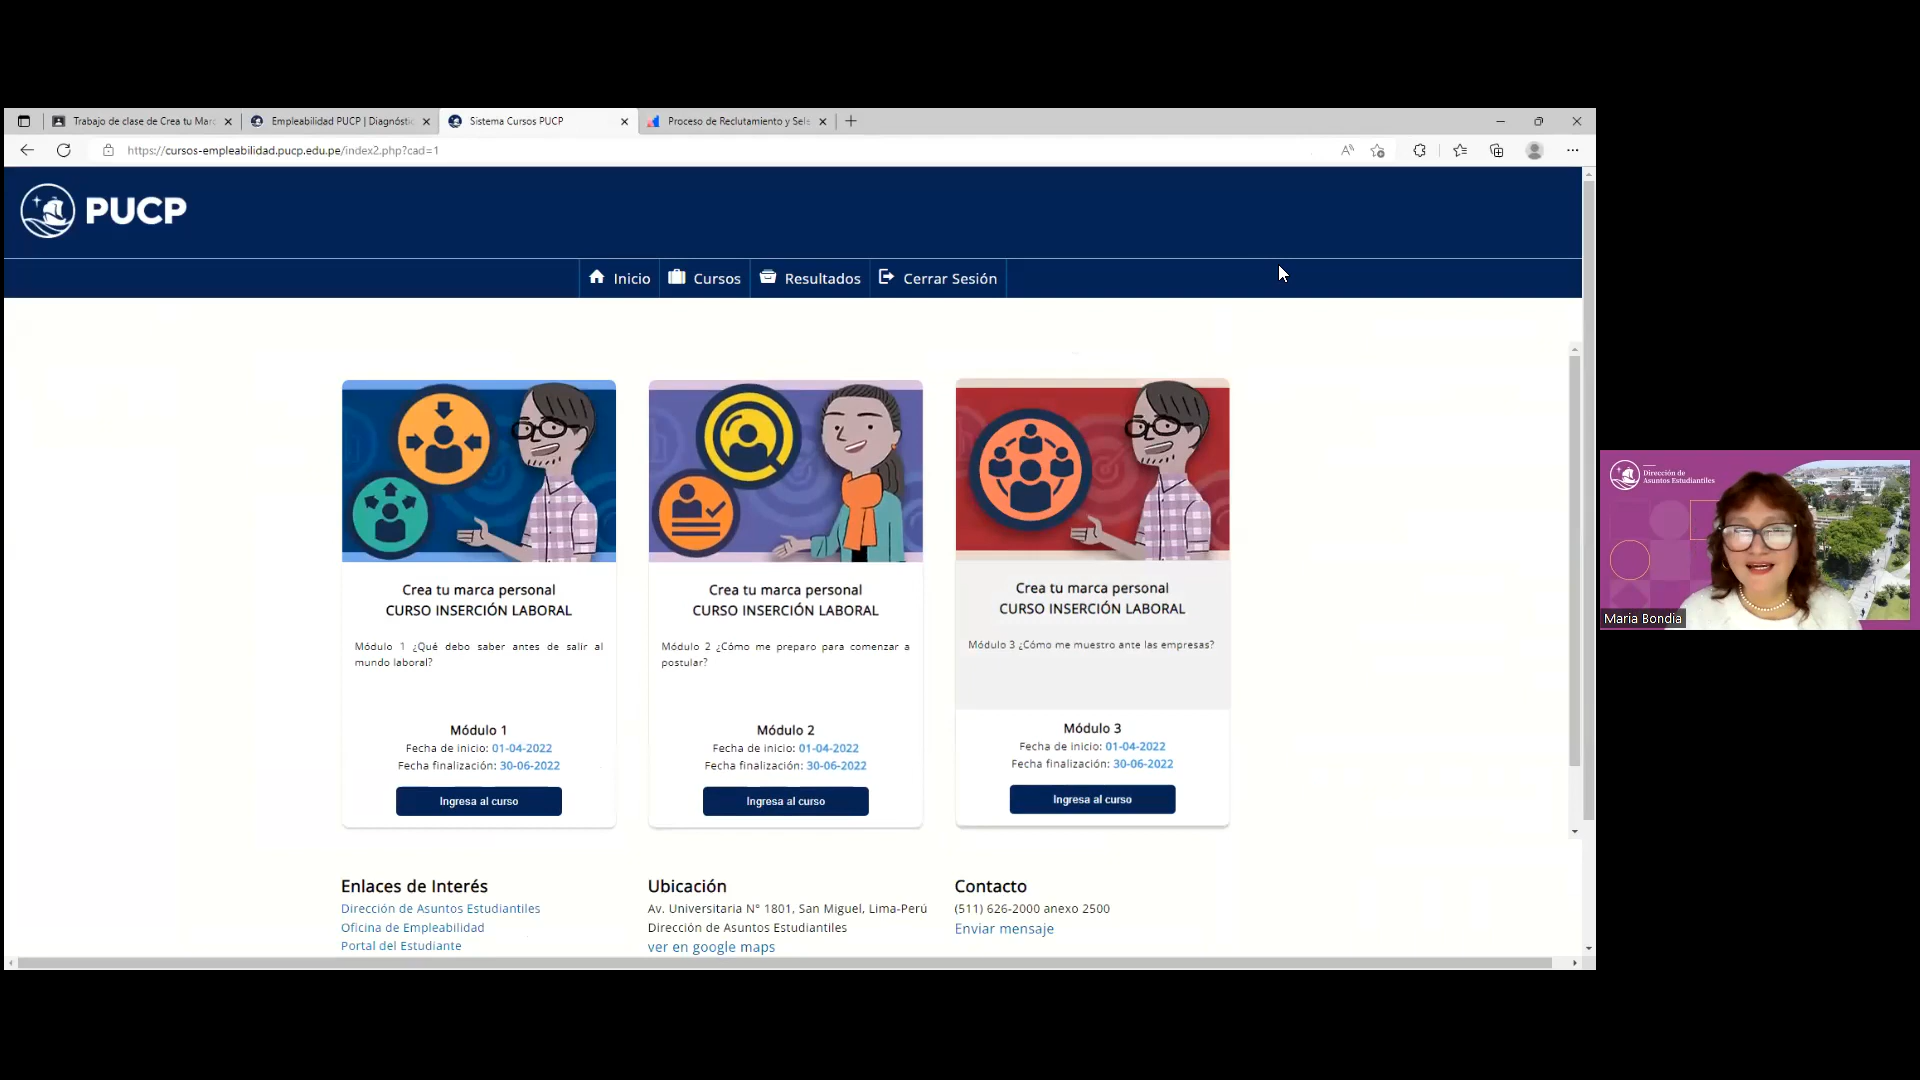 Trabajo de clase de Crea tu Mar
Empleabilidad PUCP | Diagnósti
Sistema Cursos PUCP
Proceso de Reclutamiento y Sele
https://cursos-empleabilidad.pucp.edu.pe/index2.php?cad=1
PUCP
Inicio
Cursos
Resultados
Cerrar Sesión
Crea tu marca personal
CURSO INSERCIÓN LABORAL
Módulo 1 ¿Qué debo saber antes de salir al
mundo laboral?
Módulo 1
Fecha de inicio: 01-04-2022
Fecha finalización: 30-06-2022
Ingresa al curso
Crea tu marca personal
CURSO INSERCIÓN LABORAL
Módulo 2 ¿Cómo me preparo para comenzar a
postular?
Módulo 2
Fecha de inicio: 01-04-2022
Fecha finalización: 30-06-2022
Ingresa al curso
Crea tu marca personal
CURSO INSERCIÓN LABORAL
Módulo 3 ¿Cómo me muestro ante las empresas?
Módulo 3
Fecha de inicio: 01-04-2022
Fecha finalización: 30-06-2022
Ingresa al curso
Enlaces de Interés
Dirección de Asuntos Estudiantiles
Oficina de Empleabilidad
Portal del Estudiante
Ubicación
Av. Universitaria N° 1801, San Miguel, Lima-Perú
Dirección de Asuntos Estudiantiles
ver en google maps
Contacto
(511) 626-2000 anexo 2500
Enviar mensaje
Dirección de
Asuntos Estudiantiles
Maria Bondia